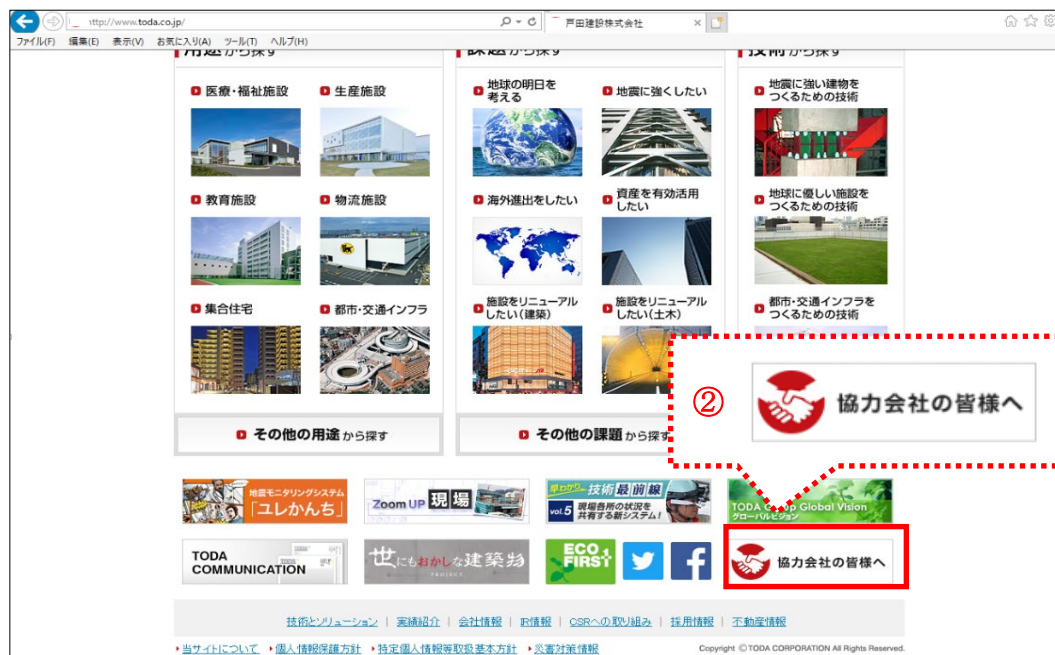 ttp://www.toda.co.jp/
戸田建設株式会社
ファイル(F) 編集(E) 表示(V) お気に入り(A) ツール(T) ヘルプ(H)
用途から探す
課題から探す
技術から探す
医療・福祉施設
生産施設
地球の明日を
考える
地震に強くしたい
地震に強い建物を
つくるための技術
教育施設
物流施設
海外進出をしたい
資産を有効活用
したい
地球に優しい施設を
つくるための技術
集合住宅
都市・交通インフラ
施設をリニューアル
したい(建築)
施設をリニューアル
したい(土木)
都市・交通インフラを
つくるための技術
②
協力会社の皆様へ
その他の用途から探す
その他の課題から探す
地震モニタリングシステム
「ユレかんち」
Zoom UP 現場
早わかり 技術最前線
vol.5 現場各所の状況を
共有する新システム!
TODA Group Global Vision
グローバルビジョン
TODA
COMMUNICATION
世にもおかしな建築物
PROJECT
ECO
FIRST
協力会社の皆様へ
技術とソリューション | 実績紹介 | 会社情報 | IR情報 | CSRへの取り組み | 採用情報 | 不動産情報
当サイトについて 個人情報保護方針 特定個人情報等取扱基本方針 災害対策情報
Copyright ©TODA CORPORATION All Rights Reserved.